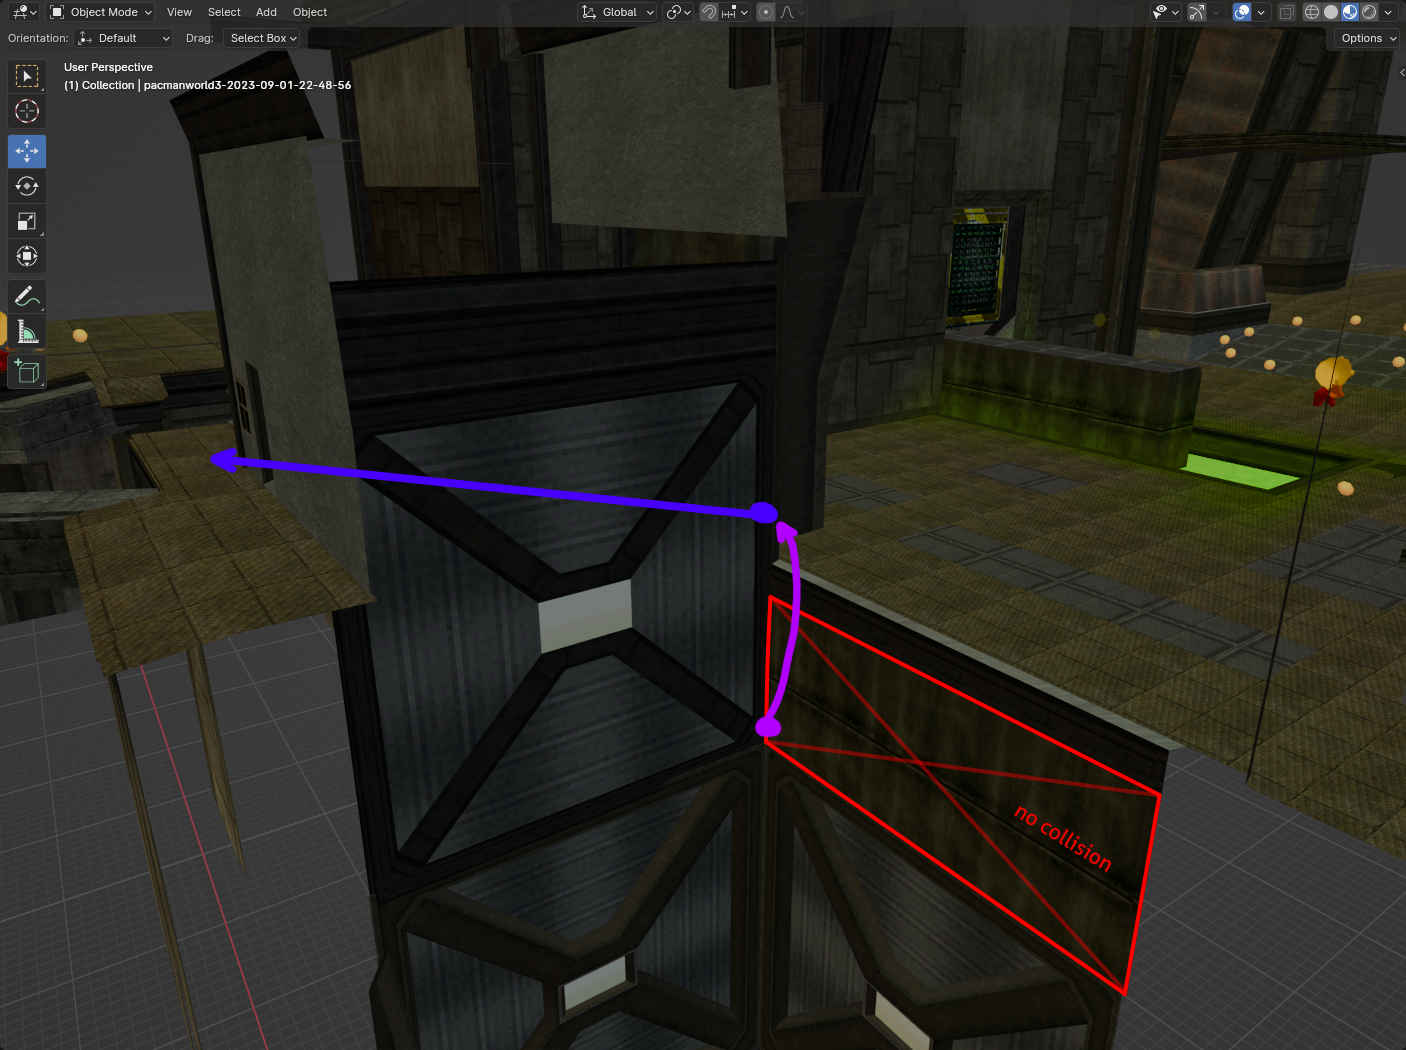 Object Mode View Select Add Object Global
Orientation: Default Drag: Select Box Options
User Perspective
(1) Collection | pacmanworld3-2023-09-01-22-48-56
no collision